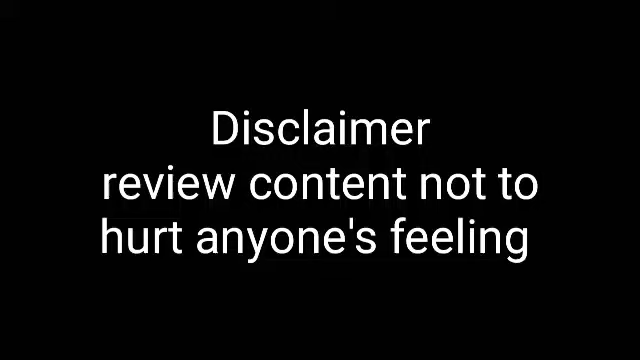 Disclaimer
review content not to
hurt anyone's feeling